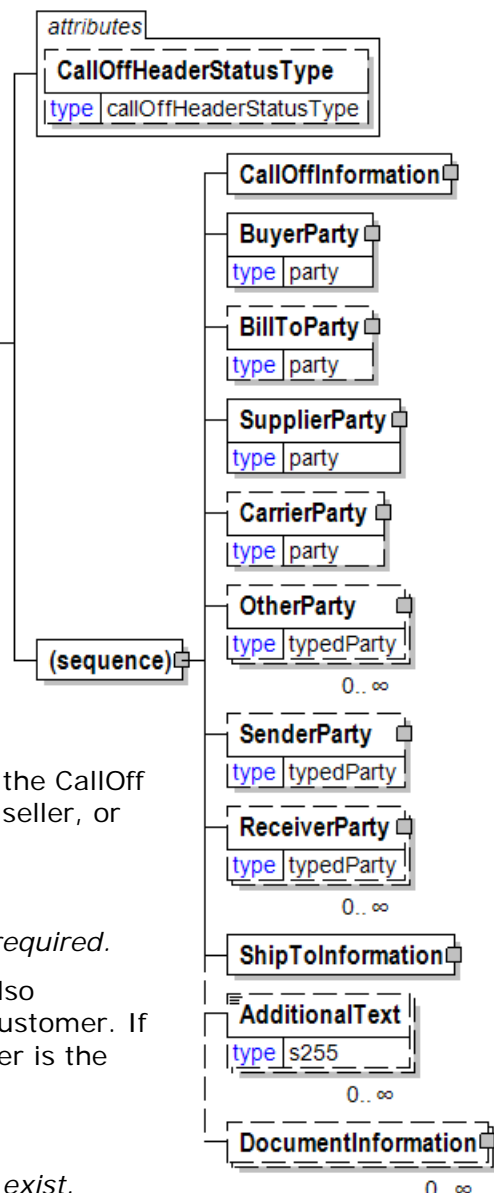 attributes
CallOffHeaderStatusType
type callOffHeaderStatusType
CallOffInformation
BuyerParty
type party
BillToParty
type party
SupplierParty
type party
CarrierParty
type party
OtherParty
type typedParty
(sequence)
0.. ∞
SenderParty
type typedParty
the CallOff
seller, or
ReceiverParty
type typedParty
0.. ∞
required.
ShipToInformation
lso
ustomer. If
er is the
AdditionalText
type s255
0.. ∞
DocumentInformation
exist.
0.. ∞